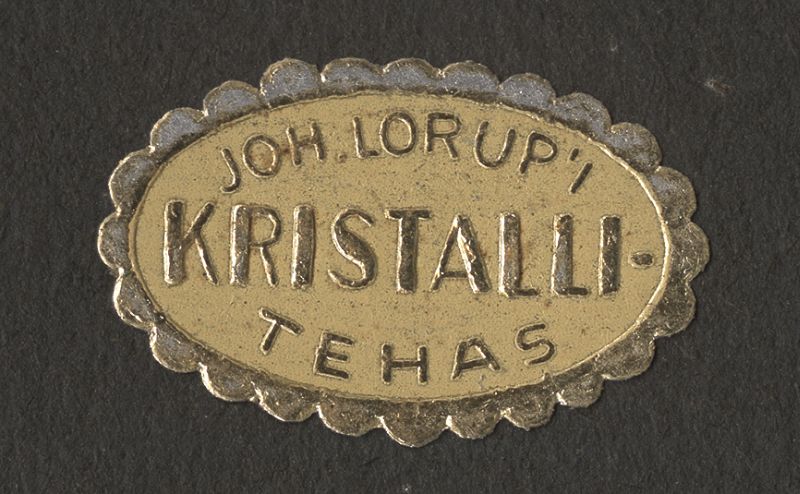 JOH. LORUP'I
KRISTALLI-
TEHAS